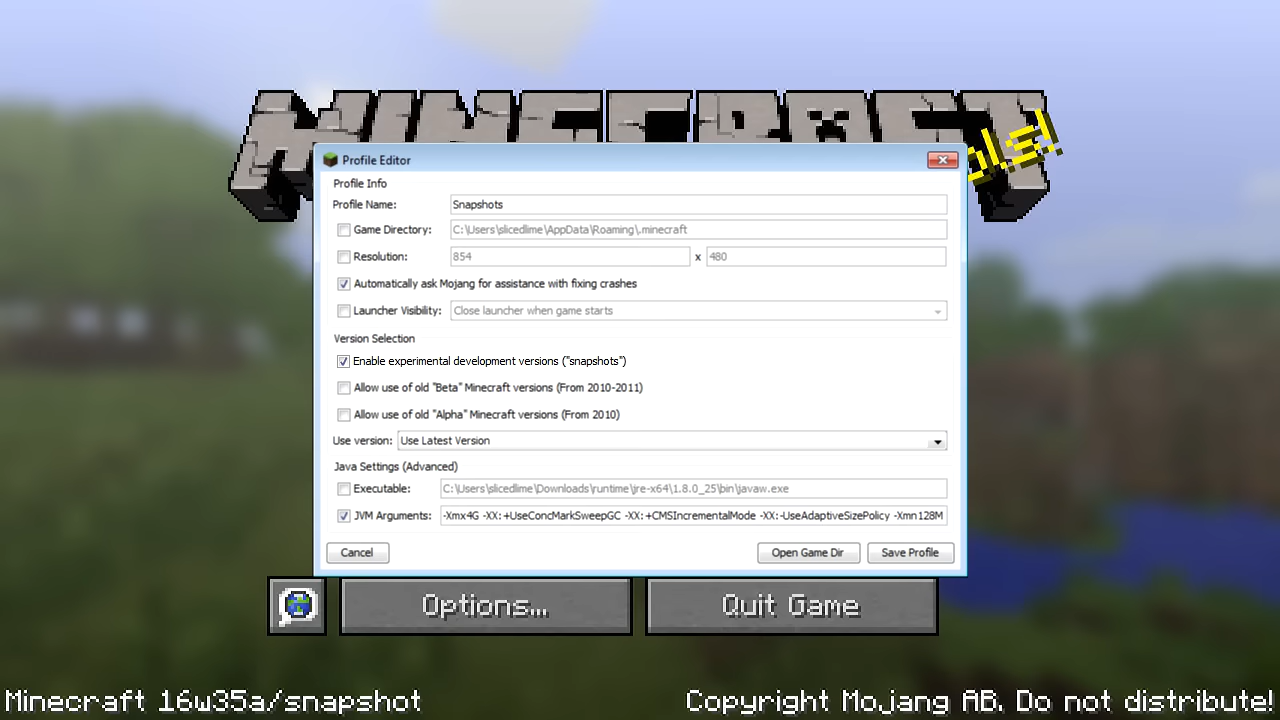 MINECRAFT
Profile Editor
Profile Info
Profile Name: Snapshots
Game Directory: C:\Users\slicedlime\AppData\Roaming\.minecraft
Resolution: 854 x 480
Automatically ask Mojang for assistance with fixing crashes
Launcher Visibility: Close launcher when game starts
Version Selection
Enable experimental development versions ("snapshots")
Allow use of old "Beta" Minecraft versions (From 2010-2011)
Allow use of old "Alpha" Minecraft versions (From 2010)
Use version: Use Latest Version
Java Settings (Advanced)
Executable: C:\Users\slicedlime\Downloads\runtime\jre-x64\1.8.0_25\bin\javaw.exe
JVM Arguments: -Xmx4G -XX:+UseConcMarkSweepGC -XX:+CMSIncrementalMode -XX:-UseAdaptiveSizePolicy -Xmn128M
Cancel Open Game Dir Save Profile
Options... Quit Game
Minecraft 16w35a/snapshot Copyright Mojang AB. Do not distribute!